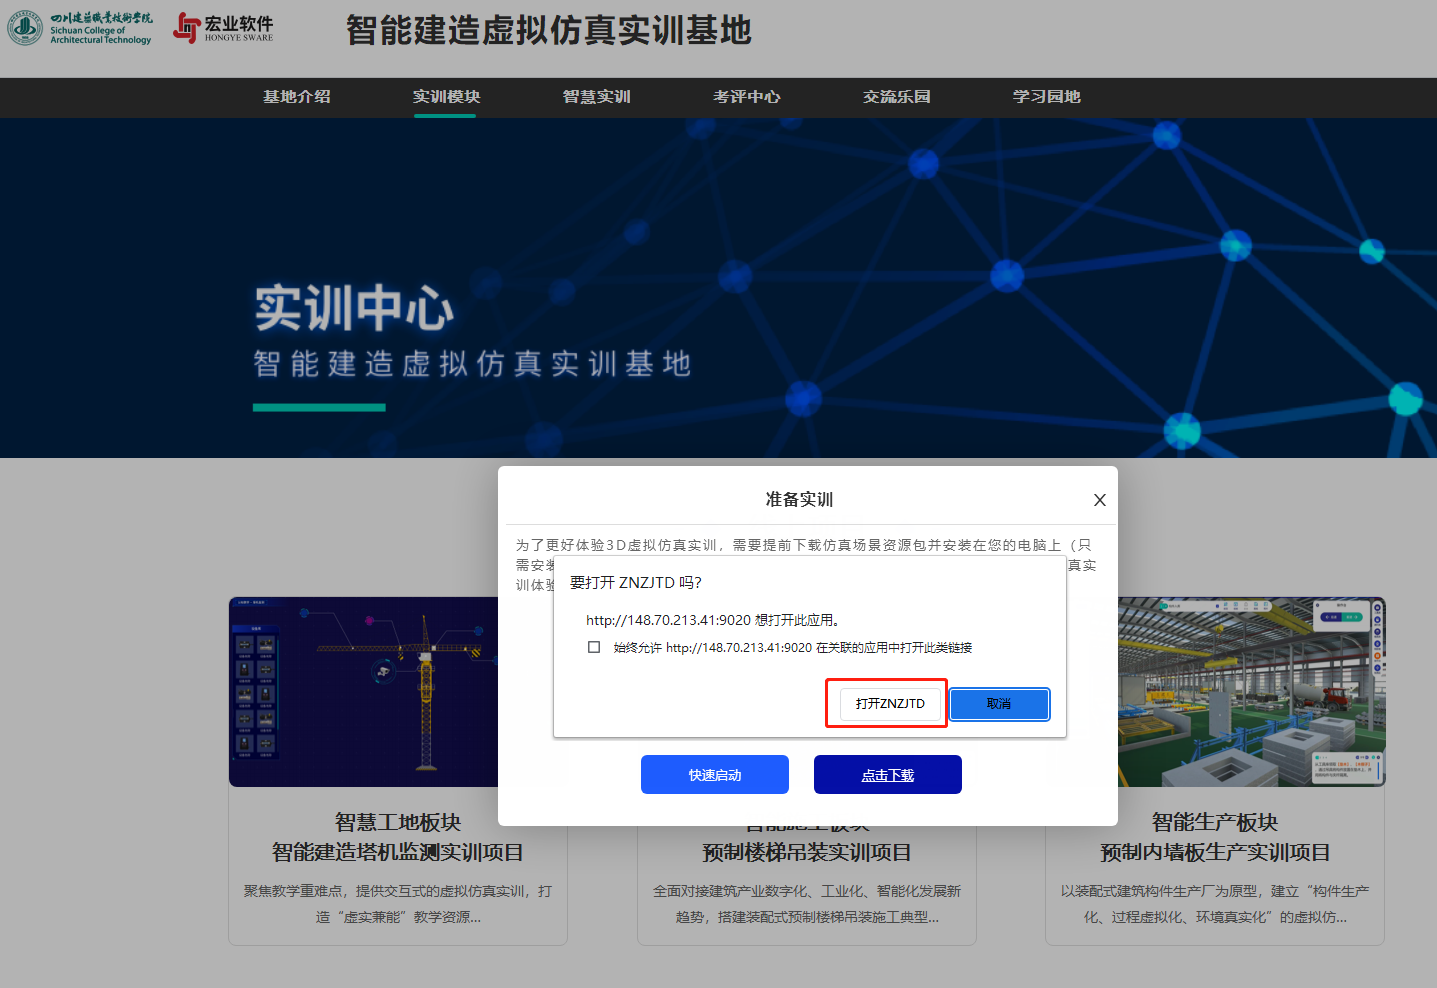 四川建筑职业技术学院
Sichuan College of
Architectural Technology
宏业软件
HONGYE SWARE
智能建造虚拟仿真实训基地
基地介绍 实训模块 智慧实训 考评中心 交流乐园 学习园地
实训中心
智能建造虚拟仿真实训基地
准备实训
X
为了更好体验3D虚拟仿真实训，需要提前下载仿真场景资源包并安装在您的电脑上（只
需安装 真实
训体验
要打开 ZNZJTD 吗?
http://148.70.213.41:9020 想打开此应用。
始终允许 http://148.70.213.41:9020 在关联的应用中打开此类链接
打开ZNZJTD 取消
快速启动 点击下载
智慧工地板块
智能建造塔机监测实训项目
聚焦教学重难点，提供交互式的虚拟仿真实训，打
造“虚实兼能”教学资源...
智能施工板块
预制楼梯吊装实训项目
全面对接建筑产业数字化、工业化、智能化发展新
趋势，搭建装配式预制楼梯吊装施工典型...
智能生产板块
预制内墙板生产实训项目
以装配式建筑构件生产厂为原型，建立“构件生产
化、过程虚拟化、环境真实化”的虚拟仿...